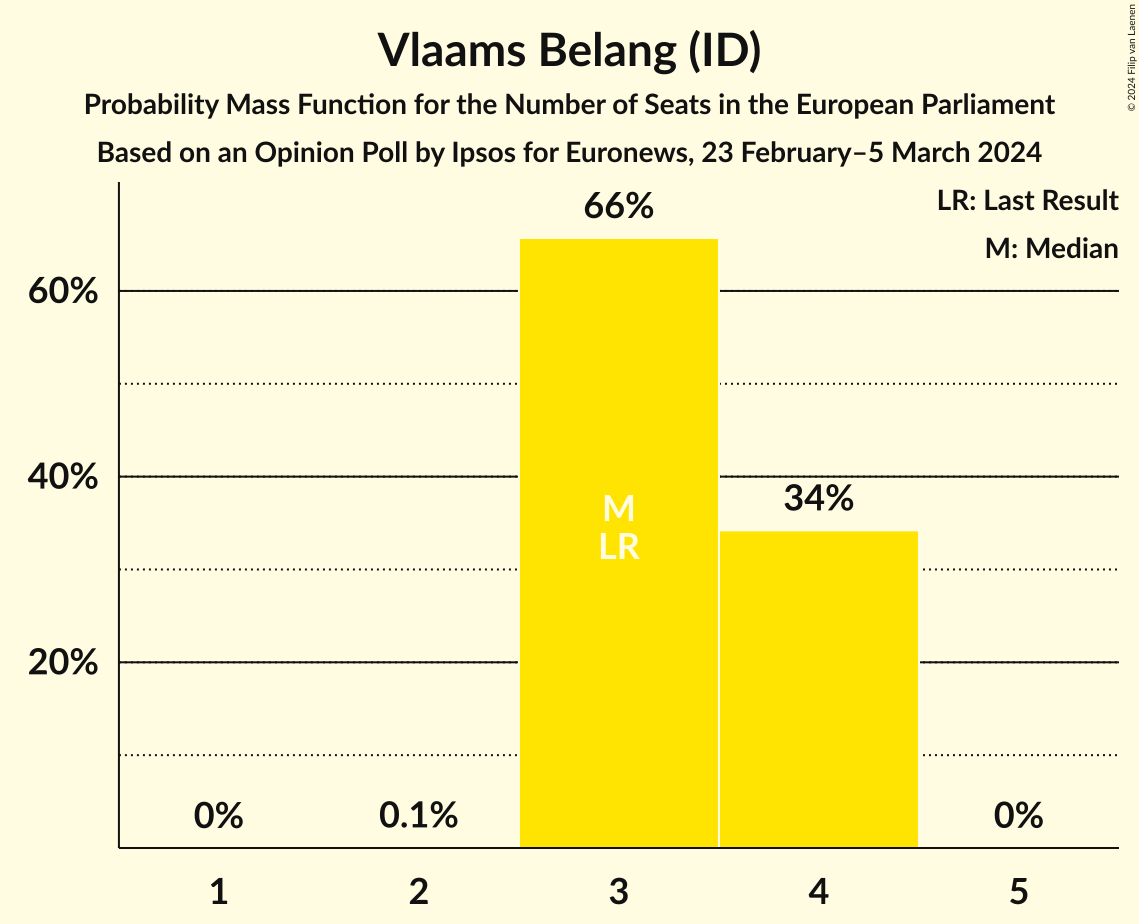 Vlaams Belang (ID)
Probability Mass Function for the Number of Seats in the European Parliament
Based on an Opinion Poll by Ipsos for Euronews, 23 February–5 March 2024
© 2024 Filip van Laenen
LR: Last Result
M: Median
66%
60%
40%
34%
M
LR
20%
0%
0.1%
0%
1 2 3 4 5